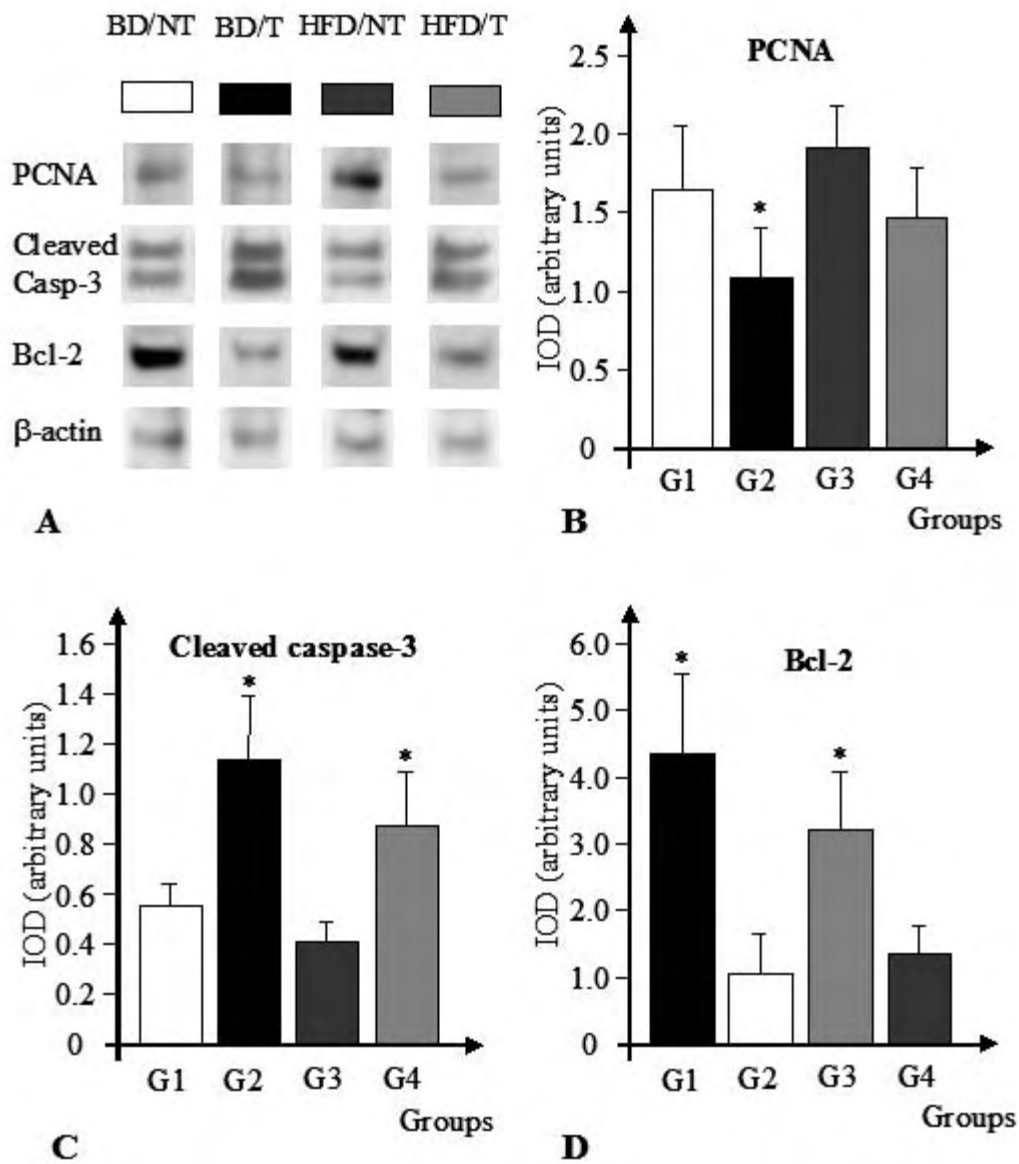 BD/NT BD/T HFD/NT HFD/T
PCNA
Cleaved
Casp-3
Bcl-2
β-actin
A
PCNA
IOD (arbitrary units)
2.5
2.0
1.5
1.0
0.5
0
*
G1 G2 G3 G4
Groups
B
Cleaved caspase-3
IOD (arbitrary units)
1.6
1.4
1.2
1.0
0.8
0.6
0.4
0.2
0
*
*
G1 G2 G3 G4
Groups
C
Bcl-2
IOD (arbitrary units)
6.0
5.0
4.0
3.0
2.0
1.0
0
*
*
G1 G2 G3 G4
Groups
D